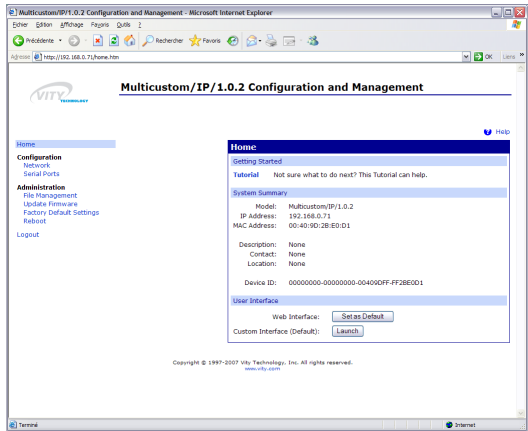 Multicustom/IP/1.0.2 Configuration and Management - Microsoft Internet Explorer
Fichier Edition Affichage Favoris Outils ?
Précédente Rechercher Favoris
Adresse http://192.168.0.71/home.htm OK Liens »
VITY TECHNOLOGY
Multicustom/IP/1.0.2 Configuration and Management
Help
Home
Configuration
Network
Serial Ports
Administration
File Management
Update Firmware
Factory Default Settings
Reboot
Logout
Home
Getting Started
Tutorial Not sure what to do next? This Tutorial can help.
System Summary
Model: Multicustom/IP/1.0.2
IP Address: 192.168.0.71
MAC Address: 00:40:9D:2B:E0:D1
Description: None
Contact: None
Location: None
Device ID: 00000000-00000000-00409DFF-FF2BE0D1
User Interface
Web Interface: Set as Default
Custom Interface (Default): Launch
Copyright © 1997-2007 Vity Technology, Inc. All rights reserved.
www.vity.com
Terminé Internet